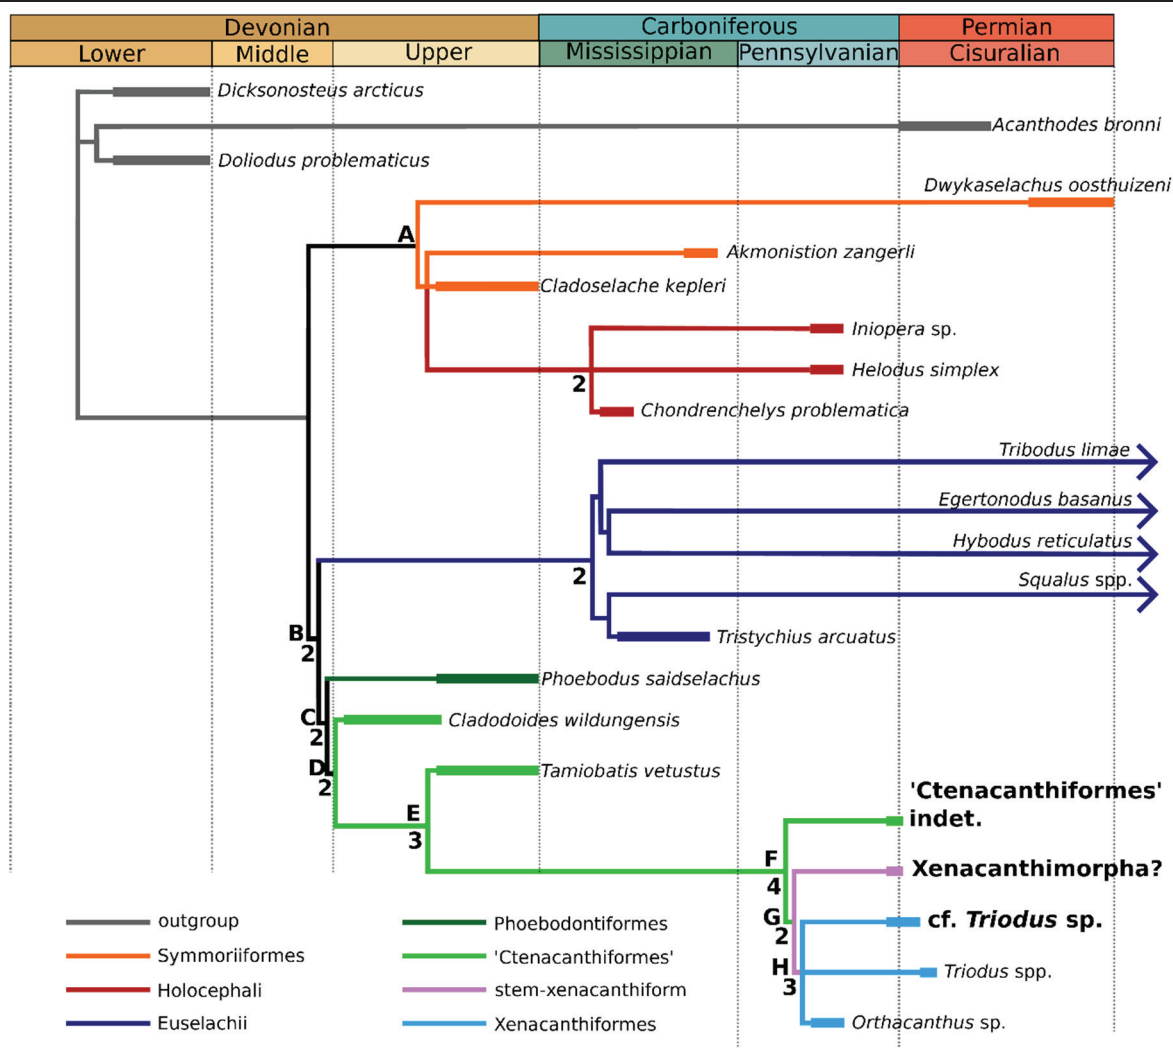 Devonian Carboniferous Permian
Lower Middle Upper Mississippian Pennsylvanian Cisuralian
Dicksonosteus arcticus
Acanthodes bronni
Doliodus problematicus
Dwykaselachus oosthuizeni
A
Akmonistion zangerli
Cladoselache kepleri
Iniopera sp.
Helodus simplex
2
Chondrenchelys problematica
Tribodus limae
Egertonodus basanus
Hybodus reticulatus
2
Squalus spp.
Tristychius arcuatus
B
2
Phoebodus saidselachus
C
Cladodoides wildungensis
2
D
Tamiobatis vetustus
2
'Ctenacanthiformes'
indet.
E
3
F
Xenacanthimorpha?
4
G
cf. Triodus sp.
2
H
Triodus spp.
3
Orthacanthus sp.
outgroup
Symmoriiformes
Holocephali
Euselachii
Phoebodontiformes
'Ctenacanthiformes'
stem-xenacanthiform
Xenacanthiformes